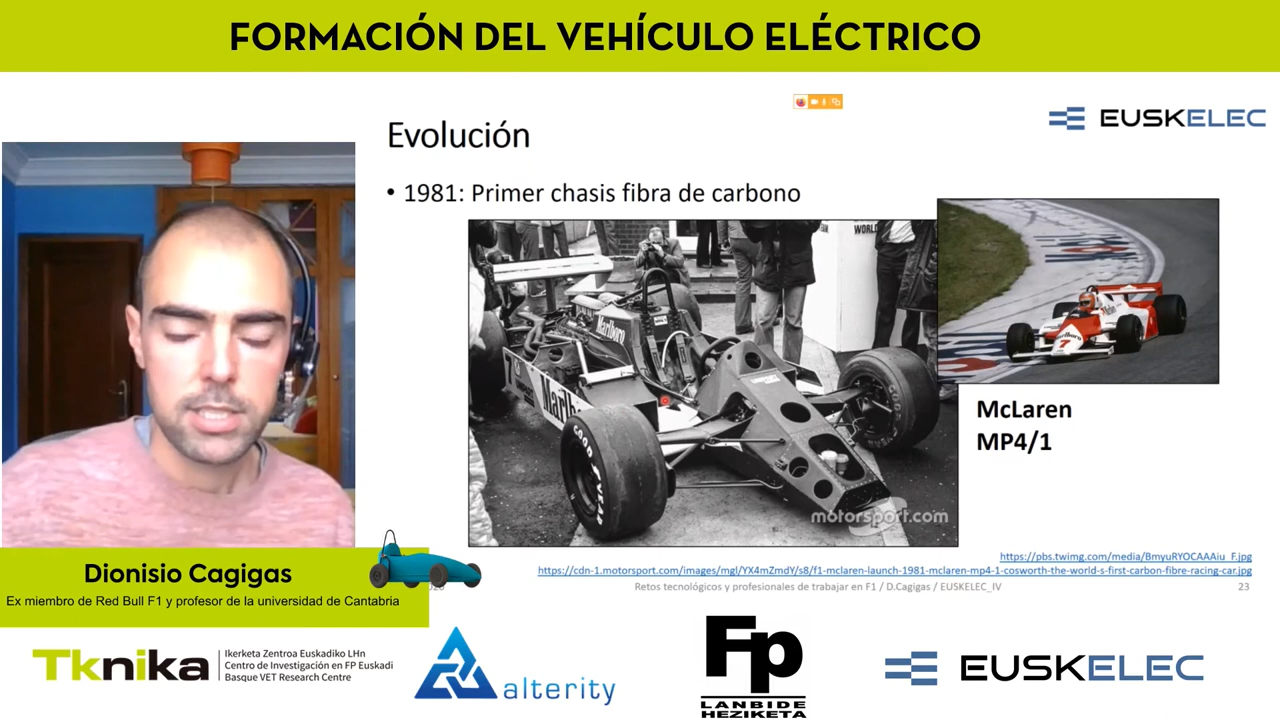 FORMACIÓN DEL VEHÍCULO ELÉCTRICO
EUSKELEC
Evolución
• 1981: Primer chasis fibra de carbono
WORL
Marlboro
7
Marlb
GOOD YEAR
motorsport.com
Marlboro
7
McLaren
MP4/1
https://pbs.twimg.com/media/BmyuRYOCAAAiu_F.jpg
https://cdn-1.motorsport.com/images/mgl/YX4mZmdY/s8/f1-mclaren-launch-1981-mclaren-mp4-1-cosworth-the-world-s-first-carbon-fibre-racing-car.jpg
Retos tecnológicos y profesionales de trabajar en F1 / D.Cagigas / EUSKELEC_IV
23
Dionisio Cagigas
Ex miembro de Red Bull F1 y profesor de la universidad de Cantabria
Tknika
Ikerketa Zentroa Euskadiko LHn
Centro de Investigación en FP Euskadi
Basque VET Research Centre
alterity
Fp
LANBIDE
HEZIKETA
EUSKELEC